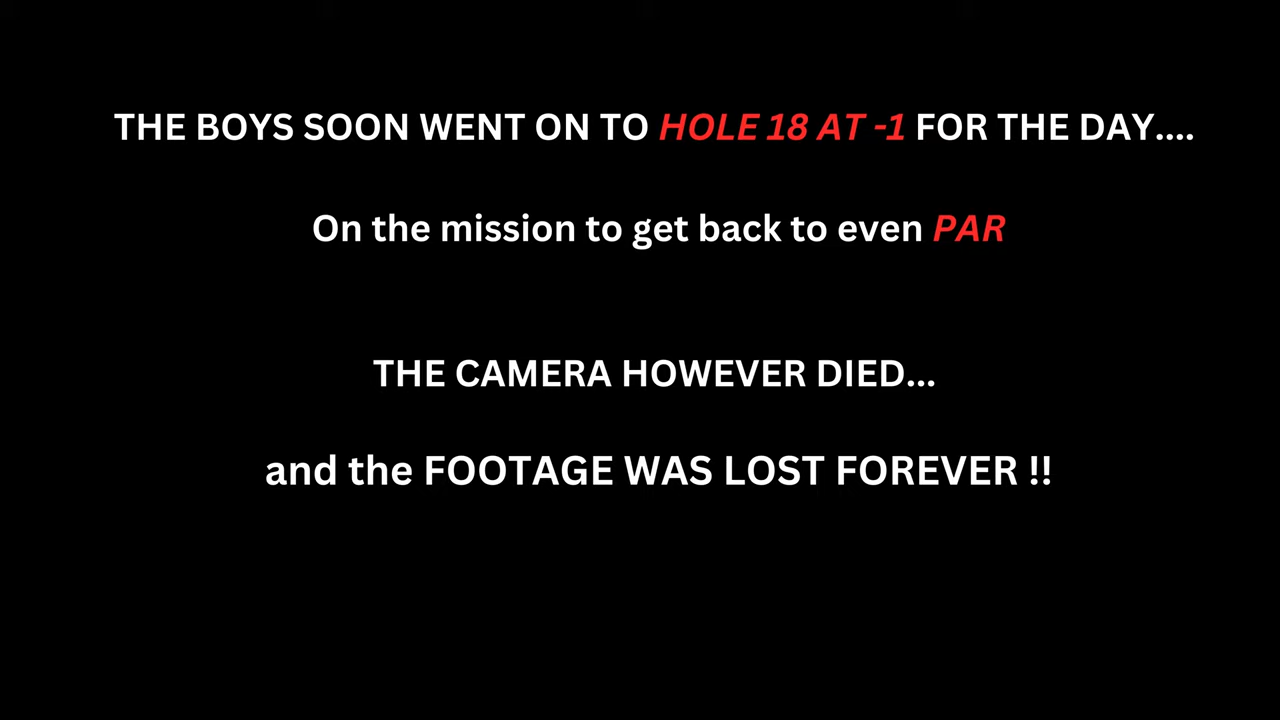 THE BOYS SOON WENT ON TO HOLE 18 AT -1 FOR THE DAY....
On the mission to get back to even PAR
THE CAMERA HOWEVER DIED...
and the FOOTAGE WAS LOST FOREVER !!